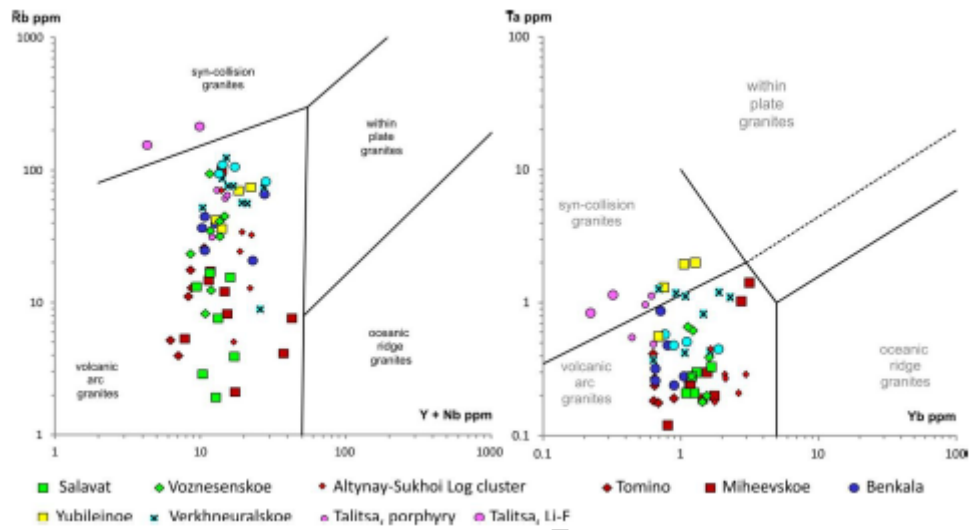 Rb ppm
1000
syn-collision
granites
within
plate
granites
100
10
volcanic
arc
granites
oceanic
ridge
granites
Y + Nb ppm
1
1
10
100
1000
Ta ppm
100
within
plate
granites
10
syn-collision
granites
1
volcanic
arc
granites
oceanic
ridge
granites
Yb ppm
0.1
0.1
1
10
100
Salavat
Voznesenskoe
Altynay-Sukhoi Log cluster
Tomino
Miheevskoe
Benkala
Yubileinoe
Verkhneuralskoe
Talitsa, porphyry
Talitsa, Li-F